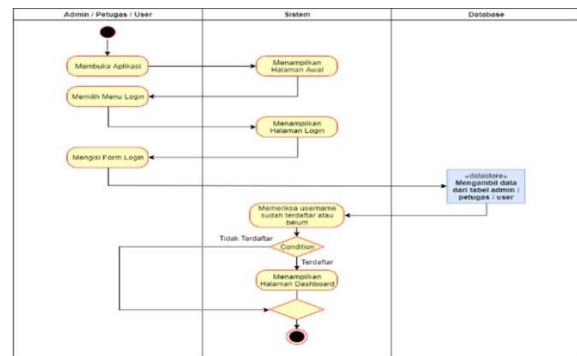 Admin / Petugas / User
Sistem
Database
Membuka Aplikasi
Menampilkan
Halaman Awal
Memilih Menu Login
Menampilkan
Halaman Login
Mengisi Form Login
«datastore»
Mengambil data
dari tabel admin /
petugas / user
Memeriksa username
sudah terdaftar atau
belum
Tidak Terdaftar
Condition
Terdaftar
Menampilkan
Halaman Dashboard